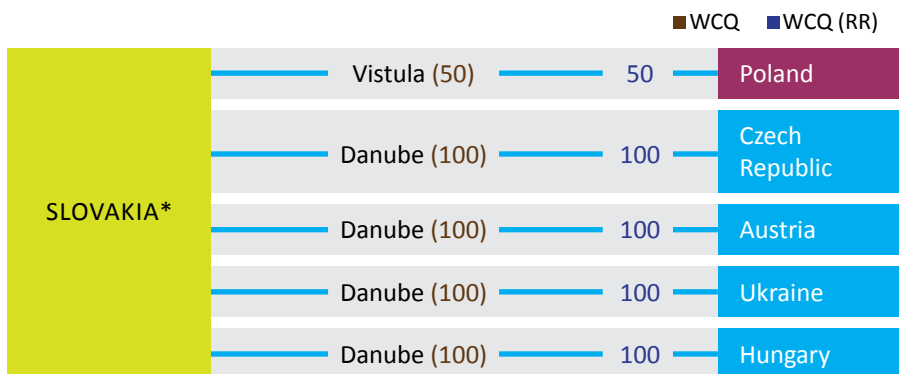 WCQ WCQ (RR)
Vistula (50) 50 Poland
Danube (100) 100 Czech
Republic
SLOVAKIA*
Danube (100) 100 Austria
Danube (100) 100 Ukraine
Danube (100) 100 Hungary